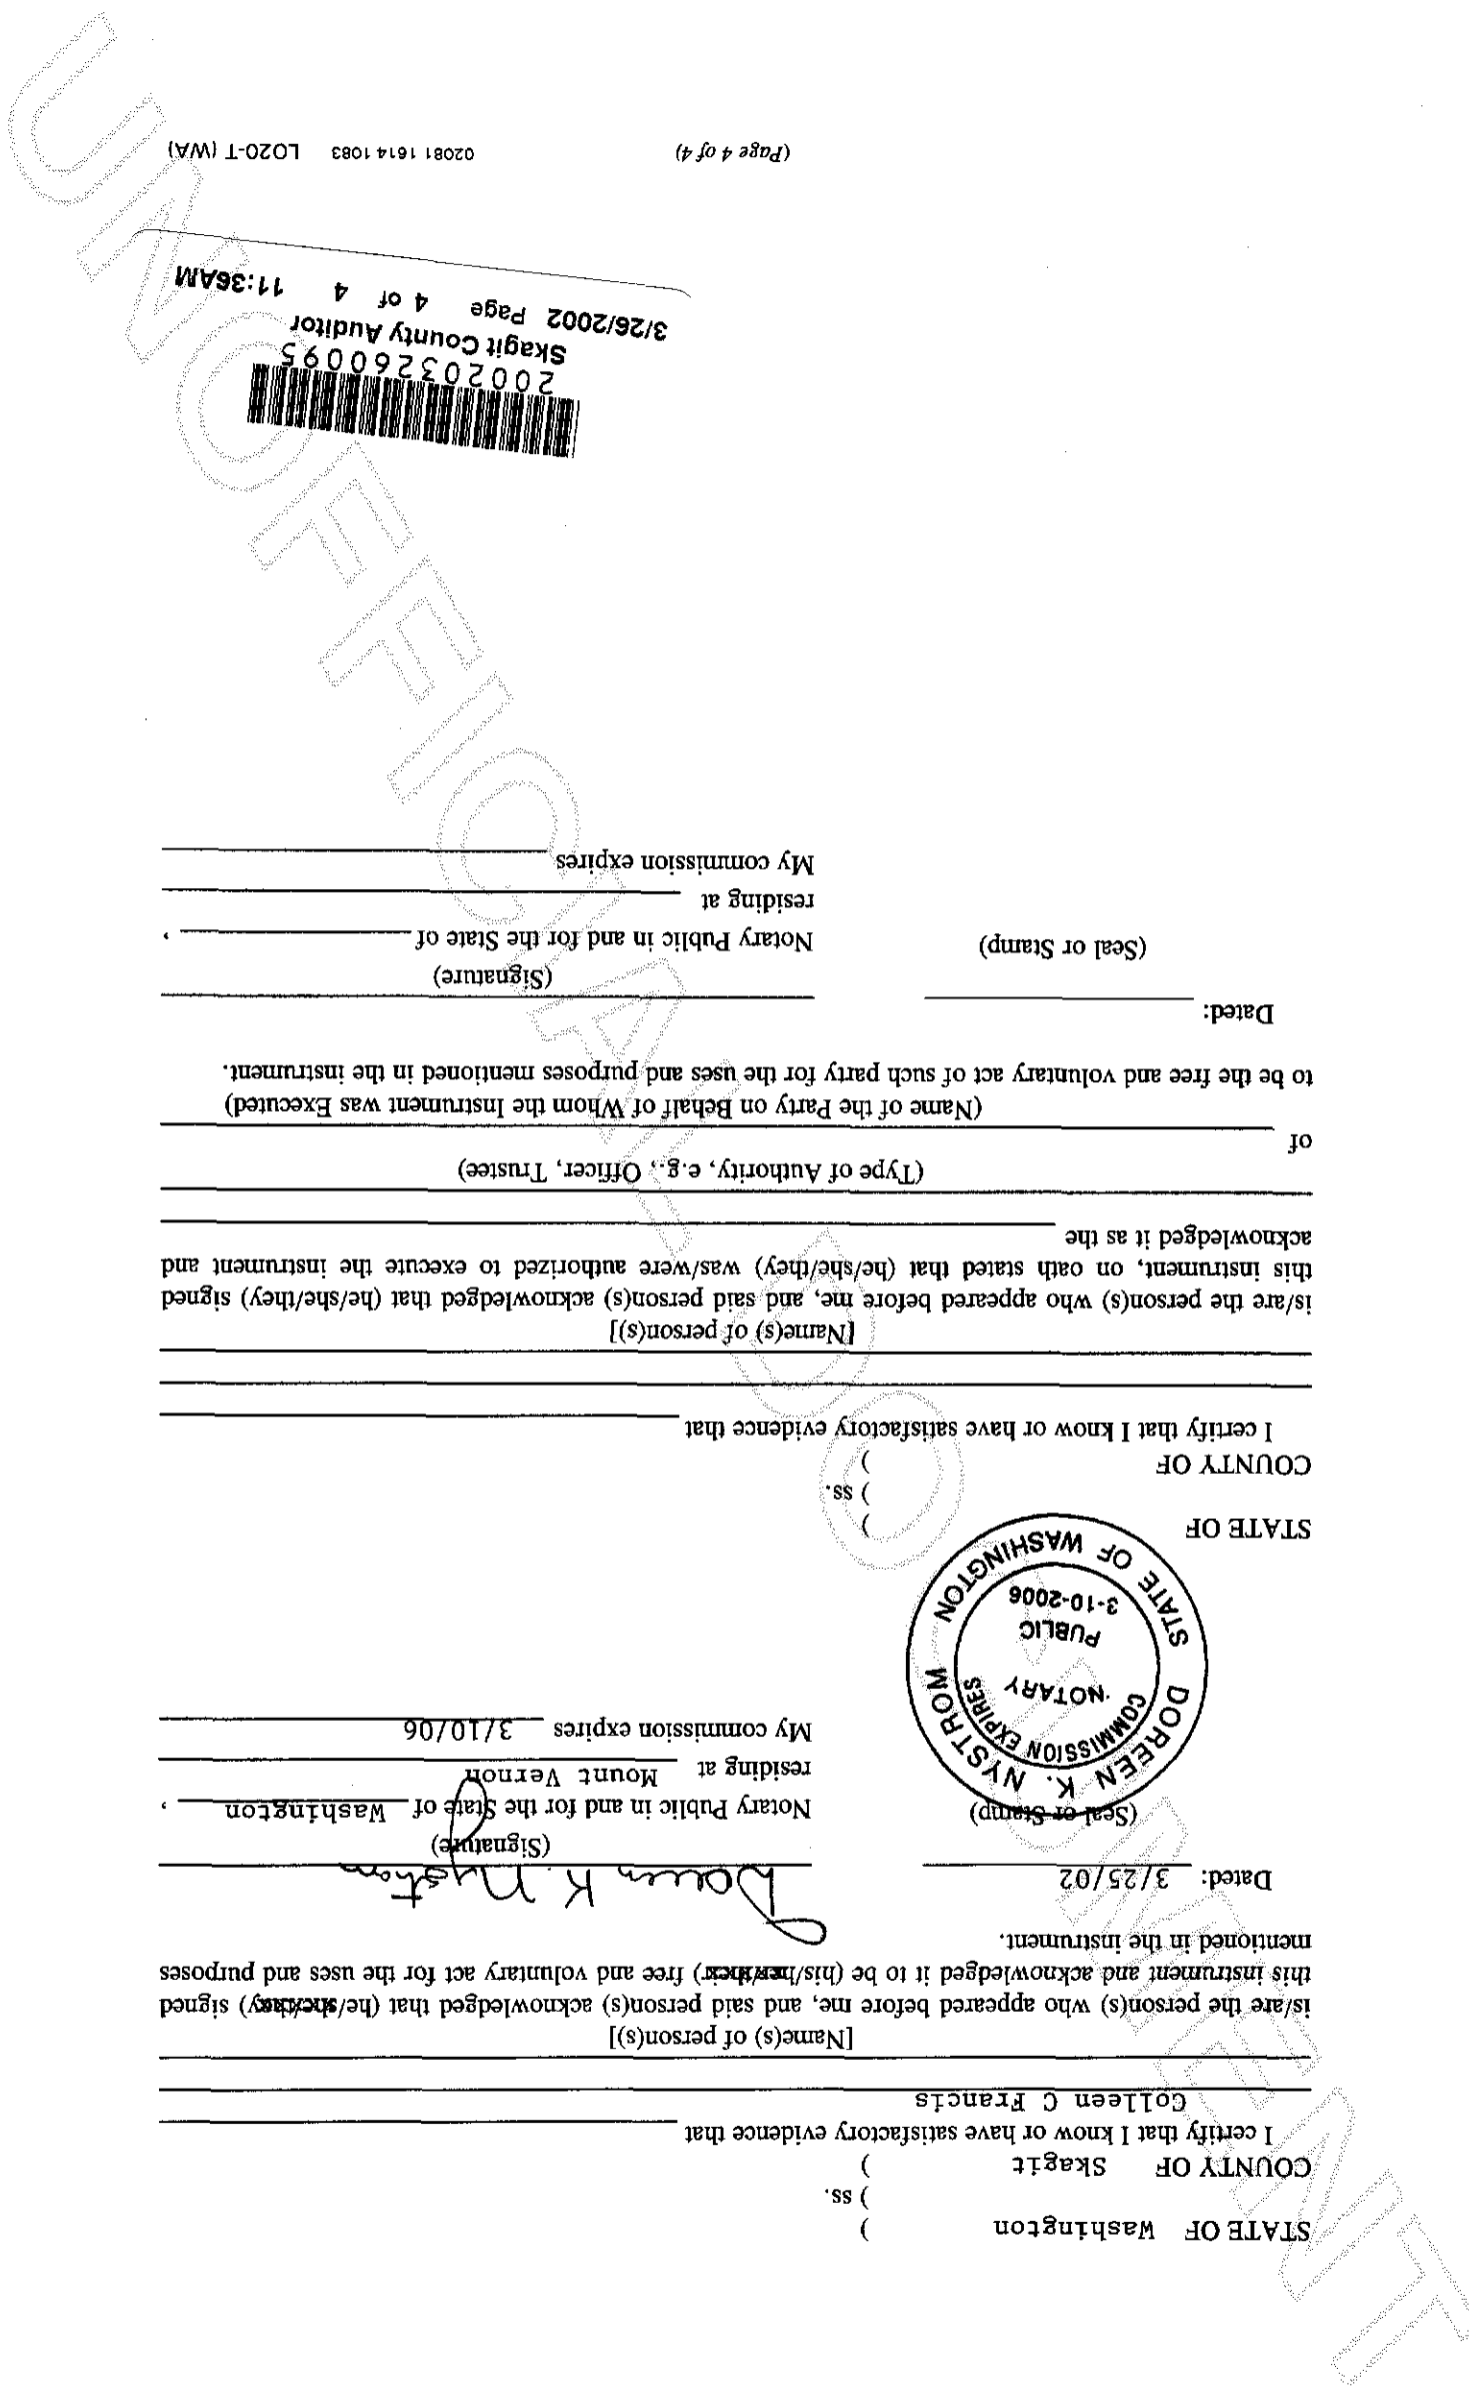 STATE OF Washington )
) ss.
COUNTY OF Skagit )
I certify that I know or have satisfactory evidence that
Colleen C Francis
[Name(s) of person(s)]
is/are the person(s) who appeared before me, and said person(s) acknowledged that (he/she/they) signed
this instrument and acknowledged it to be (his/her/their) free and voluntary act for the uses and purposes
mentioned in the instrument.
Dated: 3/25/02
Doreen K. Nystrom
(Signature)
(Seal or Stamp)
Notary Public in and for the State of Washington ,
residing at Mount Vernon
My commission expires 3/10/06
DOREEN K. NYSTROM
COMMISSION EXPIRES
NOTARY
PUBLIC
3-10-2006
STATE OF WASHINGTON
STATE OF )
) ss.
COUNTY OF )
I certify that I know or have satisfactory evidence that
[Name(s) of person(s)]
is/are the person(s) who appeared before me, and said person(s) acknowledged that (he/she/they) signed
this instrument, on oath stated that (he/she/they) was/were authorized to execute the instrument and
acknowledged it as the
(Type of Authority, e.g., Officer, Trustee)
of
(Name of the Party on Behalf of Whom the Instrument was Executed)
to be the free and voluntary act of such party for the uses and purposes mentioned in the instrument.
Dated:
(Signature)
(Seal or Stamp)
Notary Public in and for the State of ,
residing at
My commission expires
200203260095
Skagit County Auditor
3/26/2002 Page 4 of 4 11:36AM
(Page 4 of 4)
02081 1614 1083 LO20-T (WA)
UNOFFICIAL DOCUMENT